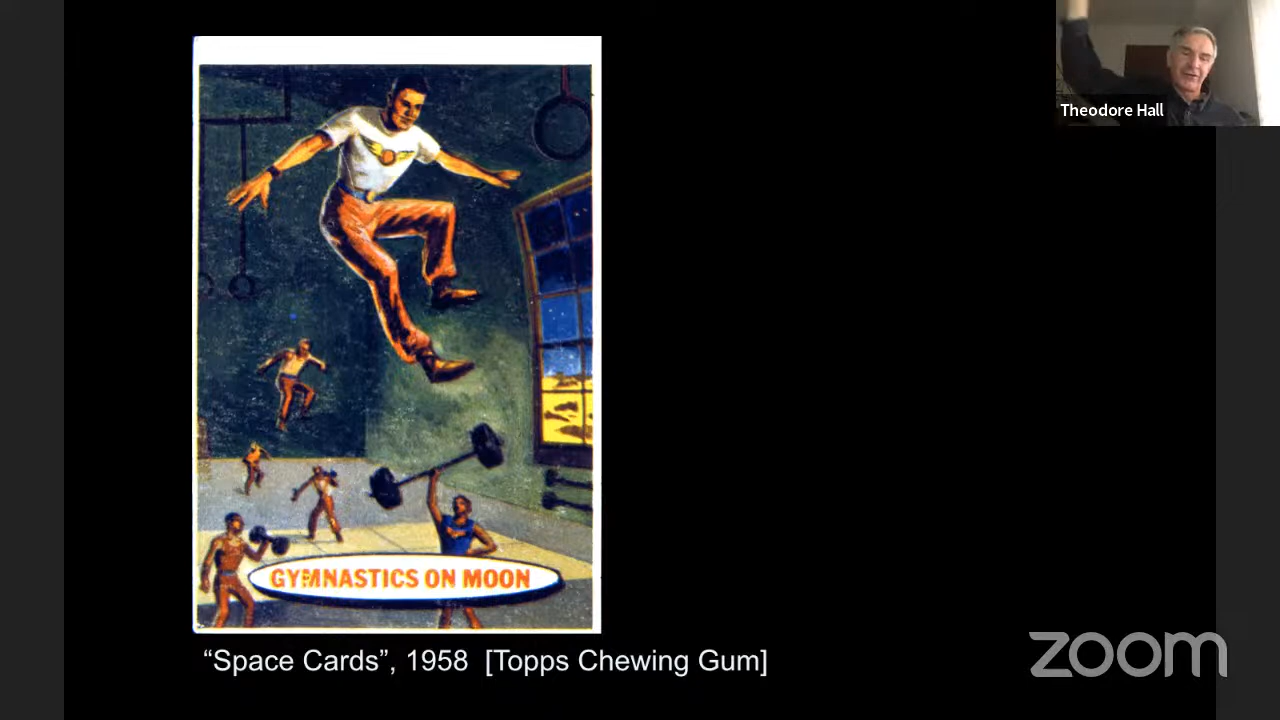 Theodore Hall
GYMNASTICS ON MOON
“Space Cards”, 1958 [Topps Chewing Gum]
zoom